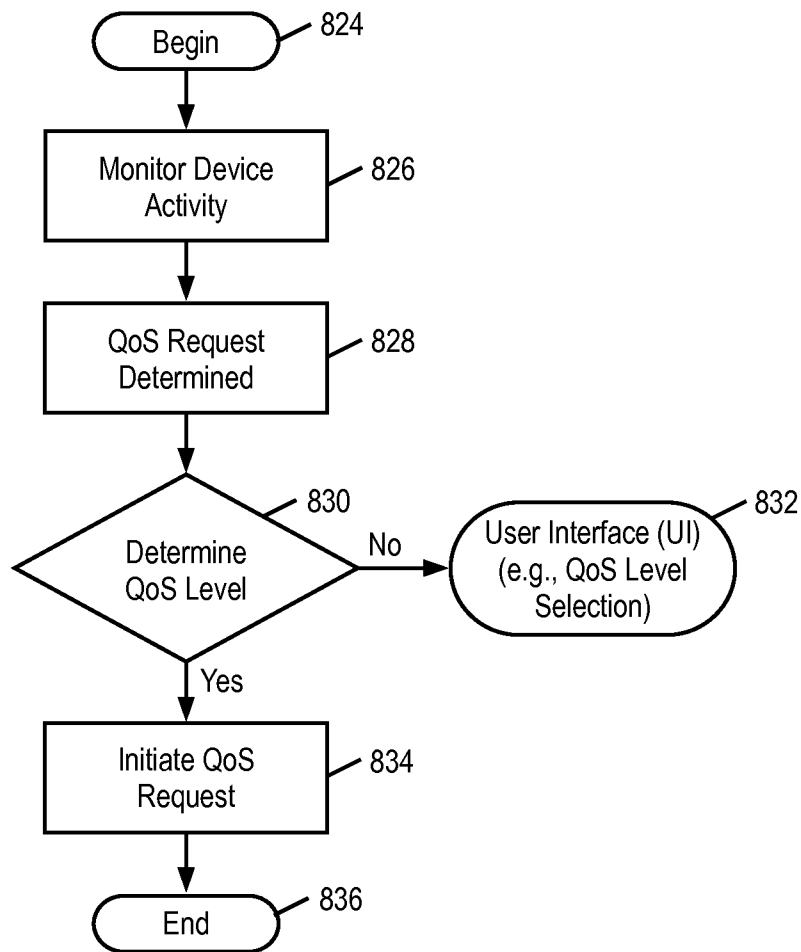 Begin
824
Monitor Device
Activity
826
QoS Request
Determined
828
Determine
QoS Level
830
No
User Interface (UI)
(e.g., QoS Level
Selection)
832
Yes
Initiate QoS
Request
834
End
836